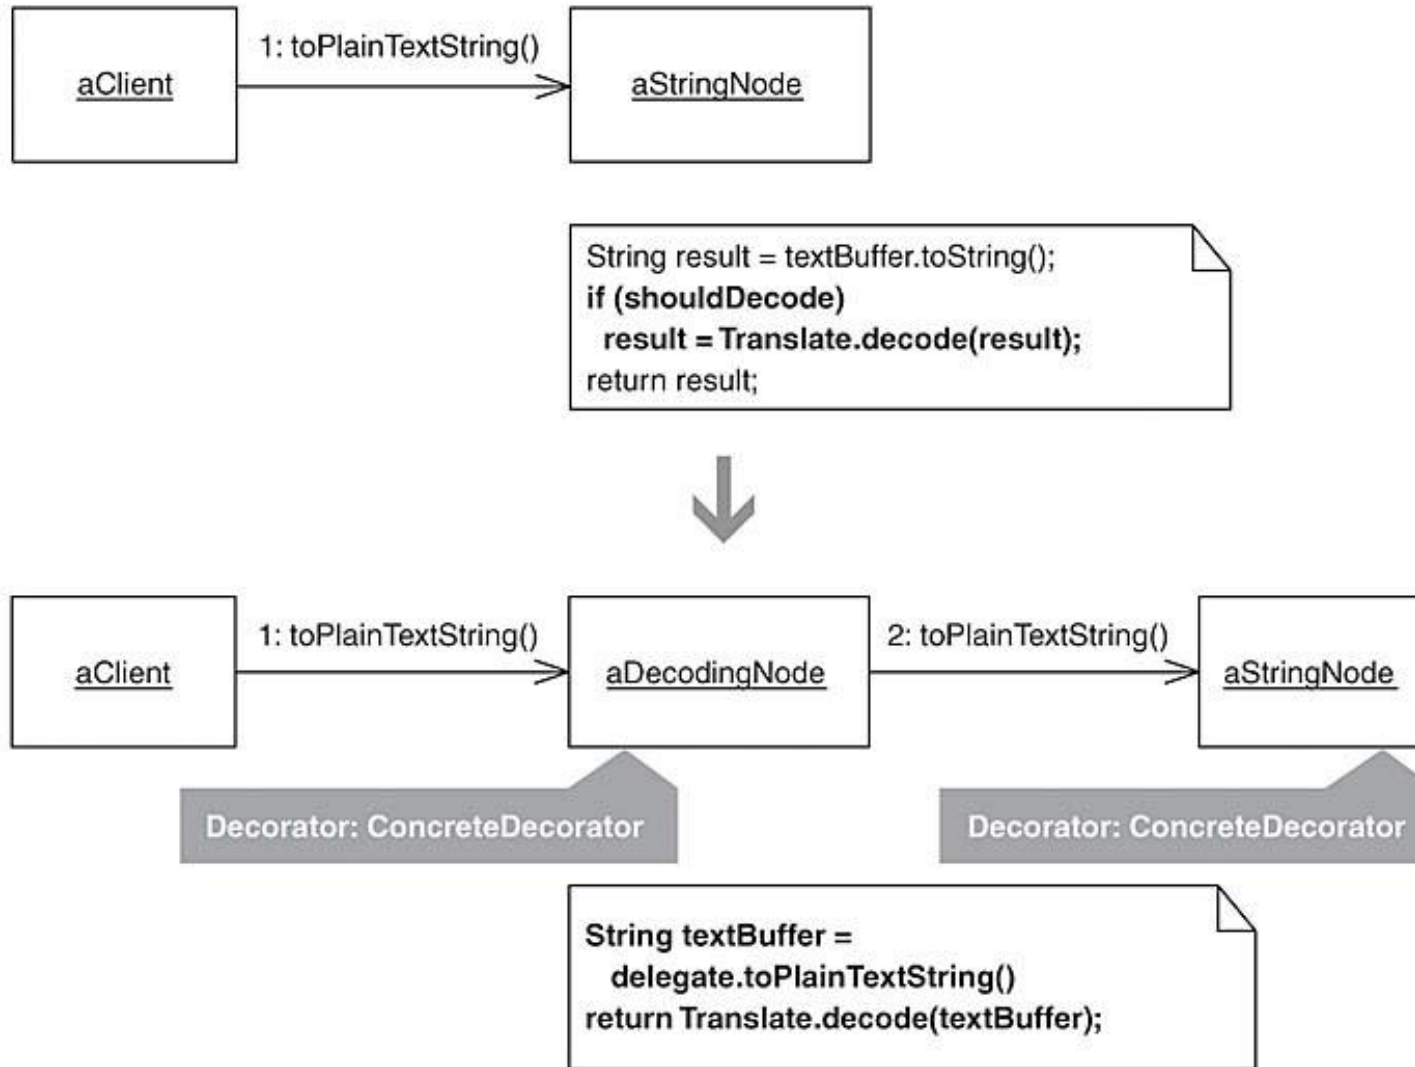 1: toPlainTextString()
aClient
aStringNode
String result = textBuffer.toString();
if (shouldDecode)
result = Translate.decode(result);
return result;
1: toPlainTextString()
2: toPlainTextString()
aClient
aDecodingNode
aStringNode
Decorator: ConcreteDecorator
Decorator: ConcreteDecorator
String textBuffer =
delegate.toPlainTextString()
return Translate.decode(textBuffer);